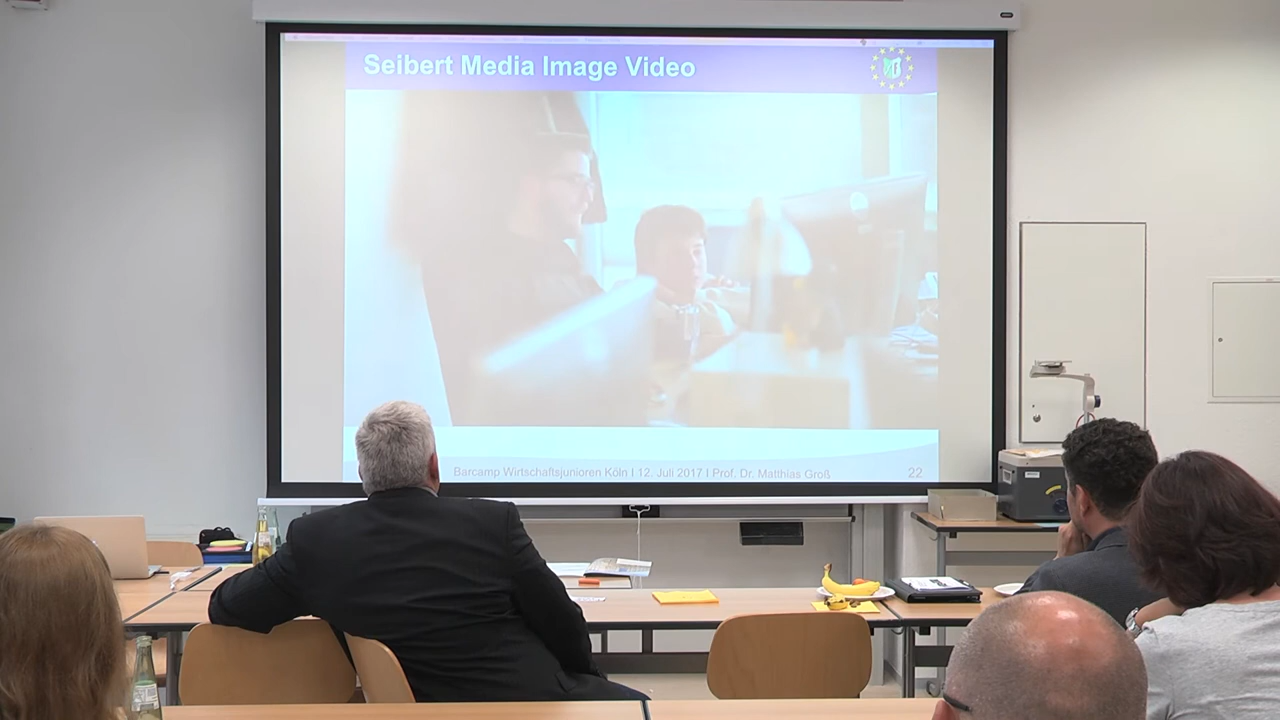 Seibert Media Image Video
Barcamp Wirtschaftsjunioren Köln I 12. Juli 2017 I Prof. Dr. Matthias Groß
22